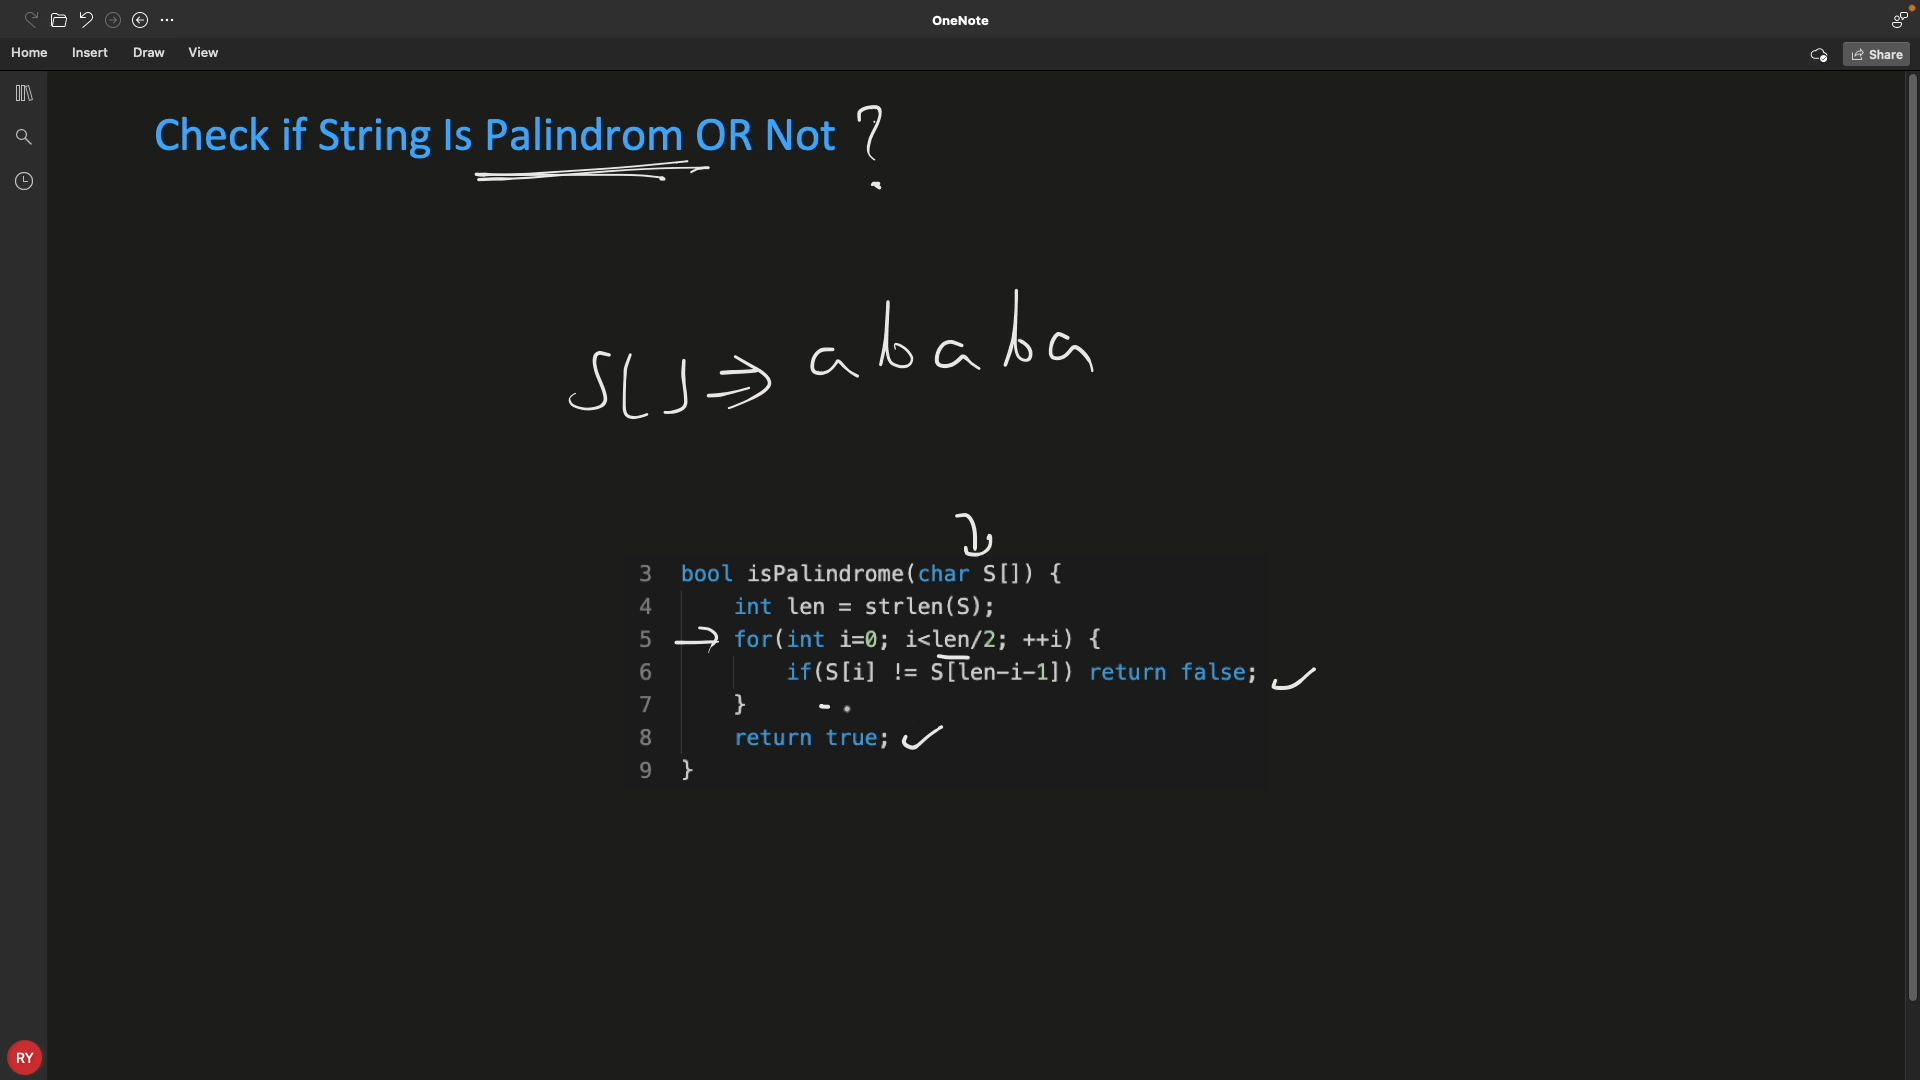 OneNote
Home Insert Draw View
Share
Check if String Is Palindrom OR Not ?
S[] => ababa
3 bool isPalindrome(char S[]) {
4 int len = strlen(S);
5 for(int i=0; i<len/2; ++i) {
6 if(S[i] != S[len-i-1]) return false;
7 }
8 return true;
9 }
RY